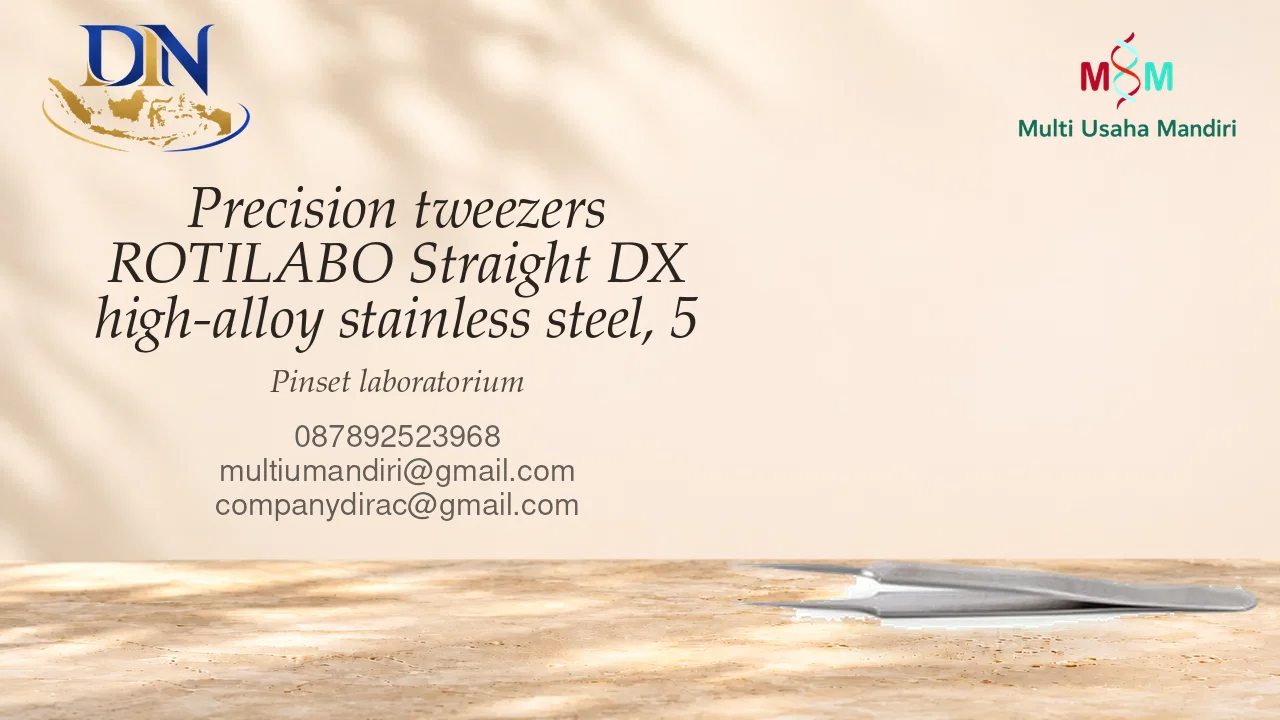 DIN
M M
Multi Usaha Mandiri
Precision tweezers
ROTILABO Straight DX
high-alloy stainless steel, 5
Pinset laboratorium
087892523968
multiumandiri@gmail.com
companydirac@gmail.com